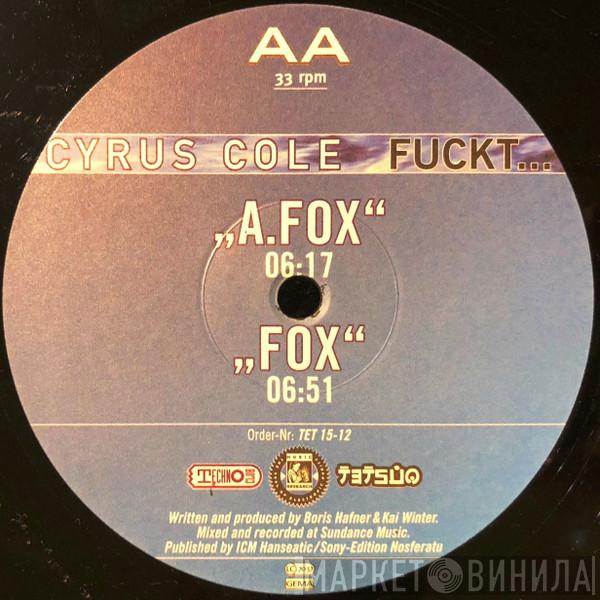 AA
33 rpm
CYRUS COLE FUCKT...
„A.FOX“
06:17
„FOX“
06:51
Order-Nr: TET 15-12
TECHNO
MUSIC
RESEARCH
TETSUO
Written and produced by Boris Hafner & Kai Winter.
Mixed and recorded at Sundance Music.
Published by ICM Hanseatic/Sony-Edition Nosferatu
GEMA
МАРКЕТ ВИНИЛА